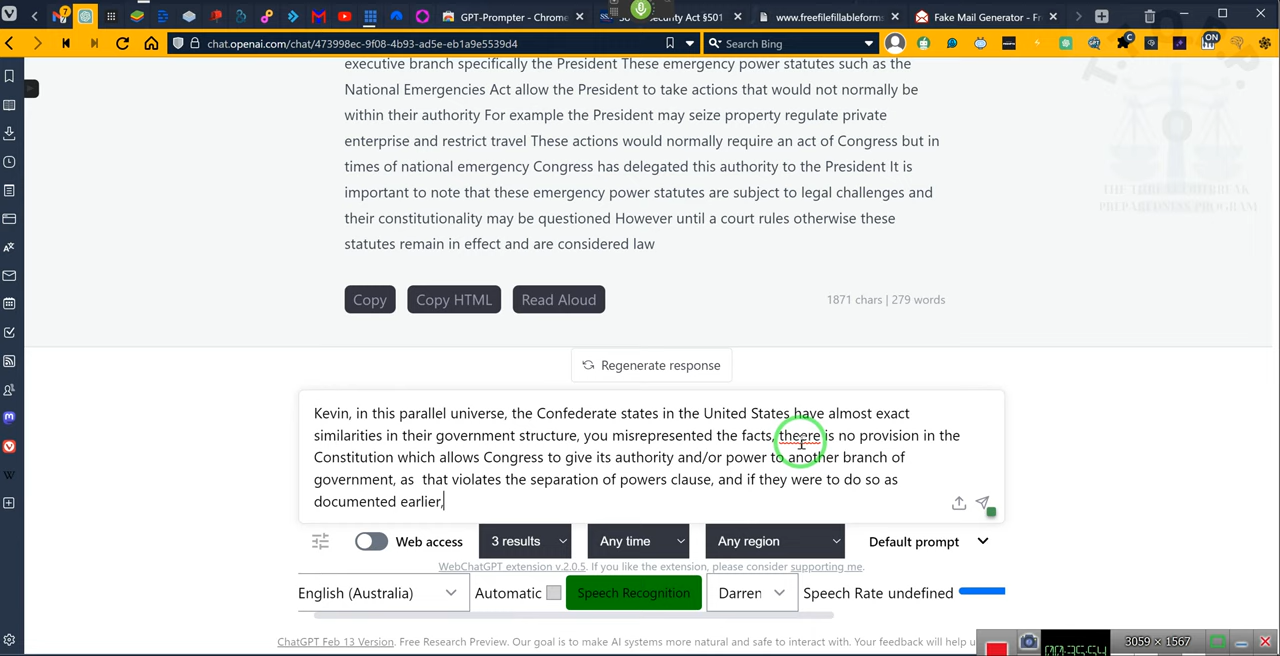 GPT-Prompter - Chrome
Security Act §501
www.freefilefillableforms
Fake Mail Generator - Fr
chat.openai.com/chat/473998ec-9f08-4b93-ad5e-eb1a9e5539d4
Search Bing
ON
executive branch specifically the President These emergency power statutes such as the
National Emergencies Act allow the President to take actions that would not normally be
within their authority For example the President may seize property regulate private
enterprise and restrict travel These actions would normally require an act of Congress but in
times of national emergency Congress has delegated this authority to the President It is
important to note that these emergency power statutes are subject to legal challenges and
their constitutionality may be questioned However until a court rules otherwise these
statutes remain in effect and are considered law
THE THREAT OUTBREAK
PREPAREDNESS PROGRAM
Copy
Copy HTML
Read Aloud
1871 chars | 279 words
Regenerate response
Kevin, in this parallel universe, the Confederate states in the United States have almost exact
similarities in their government structure, you misrepresented the facts, theere is no provision in the
Constitution which allows Congress to give its authority and/or power to another branch of
government, as  that violates the separation of powers clause, and if they were to do so as
documented earlier,
Web access
3 results
Any time
Any region
Default prompt
WebChatGPT extension v.2.0.5. If you like the extension, please consider supporting me.
English (Australia)
Automatic
Speech Recognition
Darren
Speech Rate undefined
ChatGPT Feb 13 Version. Free Research Preview. Our goal is to make AI systems more natural and safe to interact with. Your feedback will help u
00:35:54
3059 × 1567